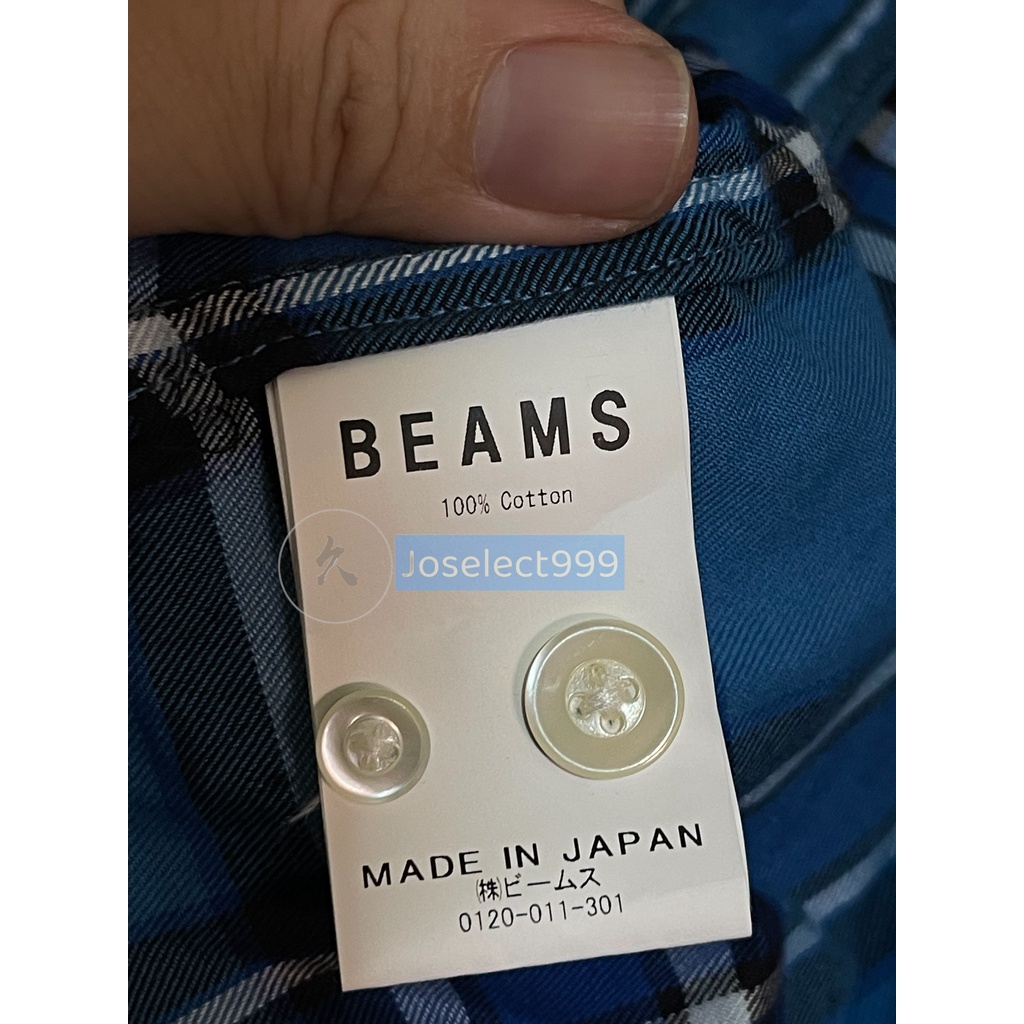 BEAMS
100% Cotton
久 Joselect999
MADE IN JAPAN
㈱ビームス
0120-011-301